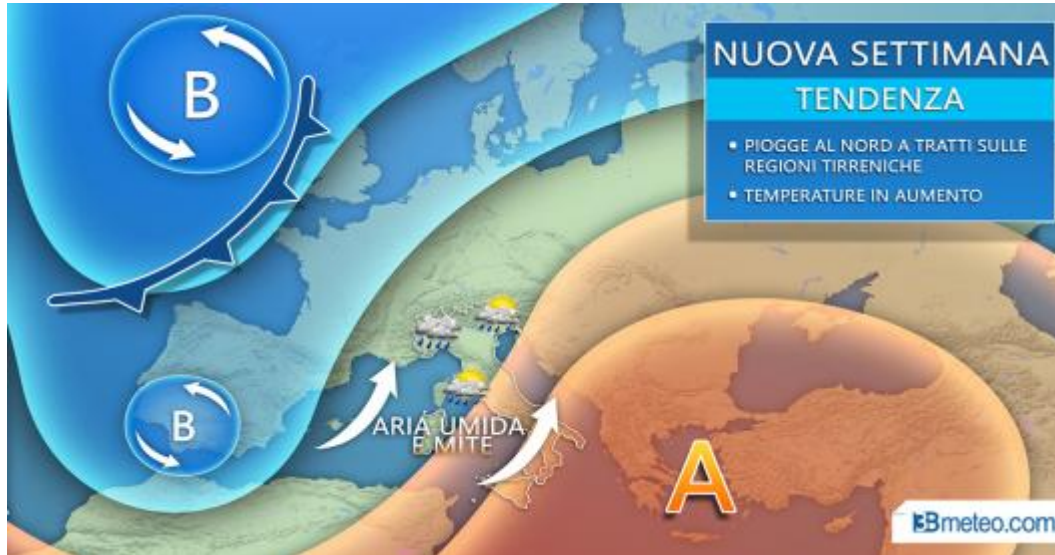 B
NUOVA SETTIMANA
TENDENZA
• PIOGGE AL NORD A TRATTI SULLE
REGIONI TIRRENICHE
• TEMPERATURE IN AUMENTO
B
ARIA UMIDA
E MITE
A
3Bmeteo.com